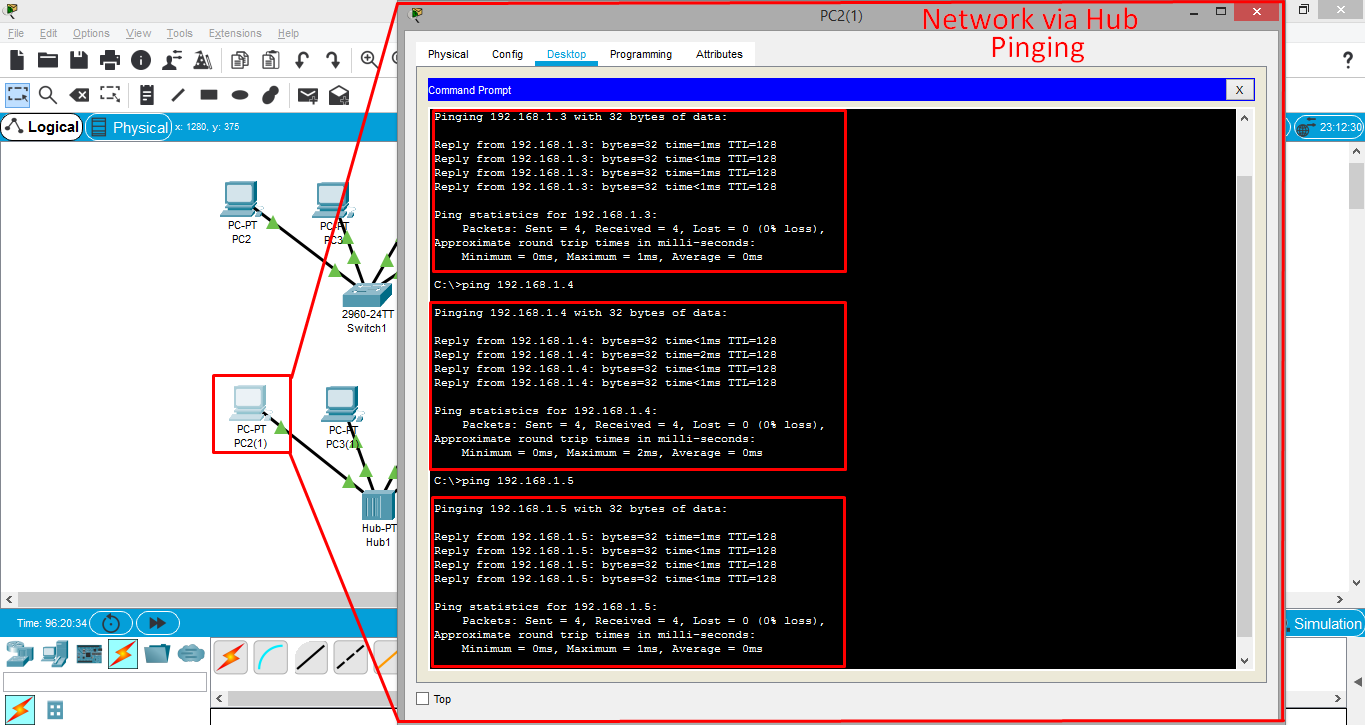 PC2(1)
Network via Hub
Pinging
File Edit Options View Tools Extensions Help
Physical Config Desktop Programming Attributes
?
Command Prompt X
Logical Physical x: 1280, y: 375
23:12:30
Pinging 192.168.1.3 with 32 bytes of data:
Reply from 192.168.1.3: bytes=32 time=1ms TTL=128
Reply from 192.168.1.3: bytes=32 time<1ms TTL=128
Reply from 192.168.1.3: bytes=32 time=1ms TTL=128
Reply from 192.168.1.3: bytes=32 time<1ms TTL=128
Ping statistics for 192.168.1.3:
Packets: Sent = 4, Received = 4, Lost = 0 (0% loss),
Approximate round trip times in milli-seconds:
Minimum = 0ms, Maximum = 1ms, Average = 0ms
C:\>ping 192.168.1.4
Pinging 192.168.1.4 with 32 bytes of data:
Reply from 192.168.1.4: bytes=32 time<1ms TTL=128
Reply from 192.168.1.4: bytes=32 time=2ms TTL=128
Reply from 192.168.1.4: bytes=32 time<1ms TTL=128
Reply from 192.168.1.4: bytes=32 time<1ms TTL=128
Ping statistics for 192.168.1.4:
Packets: Sent = 4, Received = 4, Lost = 0 (0% loss),
Approximate round trip times in milli-seconds:
Minimum = 0ms, Maximum = 2ms, Average = 0ms
C:\>ping 192.168.1.5
Pinging 192.168.1.5 with 32 bytes of data:
Reply from 192.168.1.5: bytes=32 time=1ms TTL=128
Reply from 192.168.1.5: bytes=32 time<1ms TTL=128
Reply from 192.168.1.5: bytes=32 time<1ms TTL=128
Reply from 192.168.1.5: bytes=32 time<1ms TTL=128
Ping statistics for 192.168.1.5:
Packets: Sent = 4, Received = 4, Lost = 0 (0% loss),
Approximate round trip times in milli-seconds:
Minimum = 0ms, Maximum = 1ms, Average = 0ms
Top
PC-PT
PC2
PC-PT
PC3
2960-24TT
Switch1
PC-PT
PC2(1)
PC-PT
PC3(1)
Hub-PT
Hub1
Time: 96:20:34
Simulation